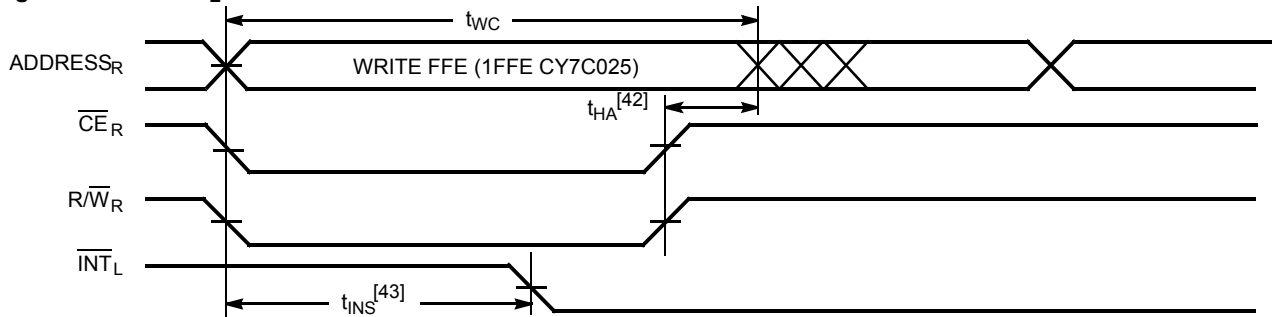 tWC
ADDRESSR
WRITE FFE (1FFE CY7C025)
tHA[42]
CER
R/WR
INTL
tINS[43]